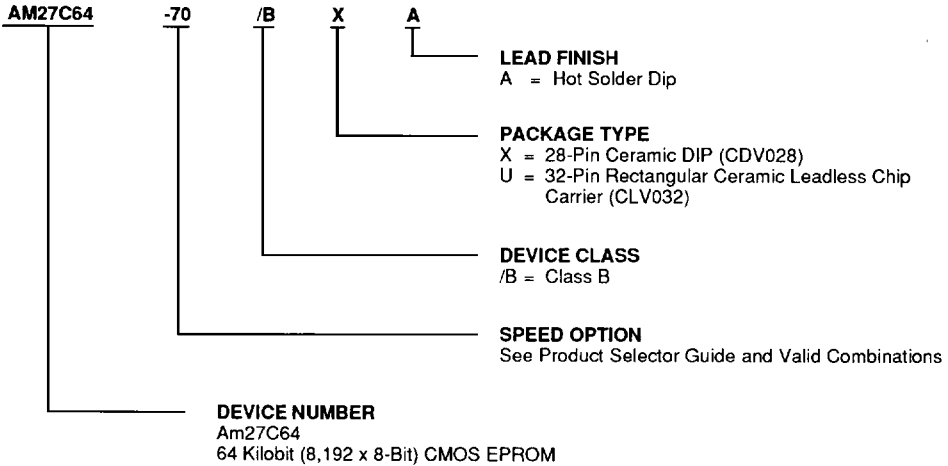 AM27C64 -70 /B X A
LEAD FINISH
A = Hot Solder Dip
PACKAGE TYPE
X = 28-Pin Ceramic DIP (CDV028)
U = 32-Pin Rectangular Ceramic Leadless Chip
Carrier (CLV032)
DEVICE CLASS
/B = Class B
SPEED OPTION
See Product Selector Guide and Valid Combinations
DEVICE NUMBER
Am27C64
64 Kilobit (8,192 x 8-Bit) CMOS EPROM